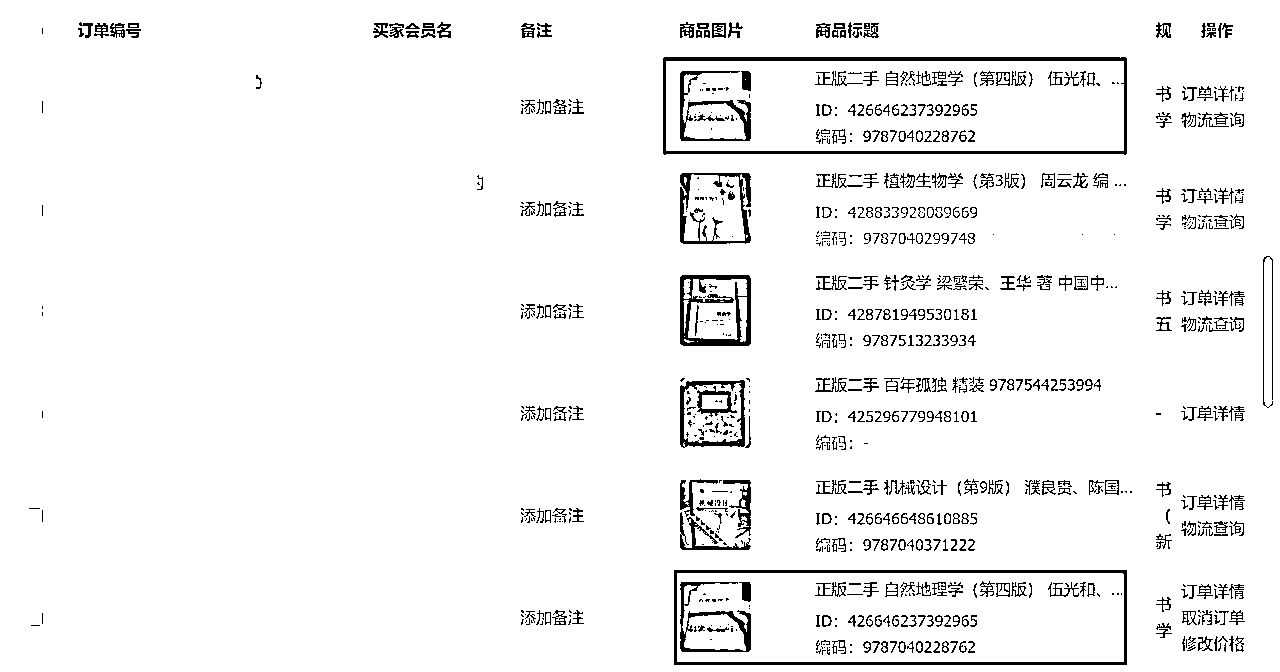 订单编号 买家会员名 备注 商品图片 商品标题 规 操作
正版二手 自然地理学（第四版） 伍光和、...
添加备注 ID：426646237392965 书 订单详情
编码：9787040228762 学 物流查询
正版二手 植物生物学（第3版） 周云龙 编 ...
添加备注 ID：428833928089669 书 订单详情
编码：9787040299748 学 物流查询
正版二手 针灸学 梁繁荣、王华 著 中国中...
添加备注 ID：428781949530181 书 订单详情
编码：9787513233934 五 物流查询
正版二手 百年孤独 精装 9787544253994
添加备注 ID：425296779948101 - 订单详情
编码：-
正版二手 机械设计（第9版） 濮良贵、陈国... 书
添加备注 ID：426646648610885 （ 订单详情
编码：9787040371222 新 物流查询
正版二手 自然地理学（第四版） 伍光和、... 订单详情
添加备注 ID：426646237392965 书 取消订单
编码：9787040228762 学 修改价格